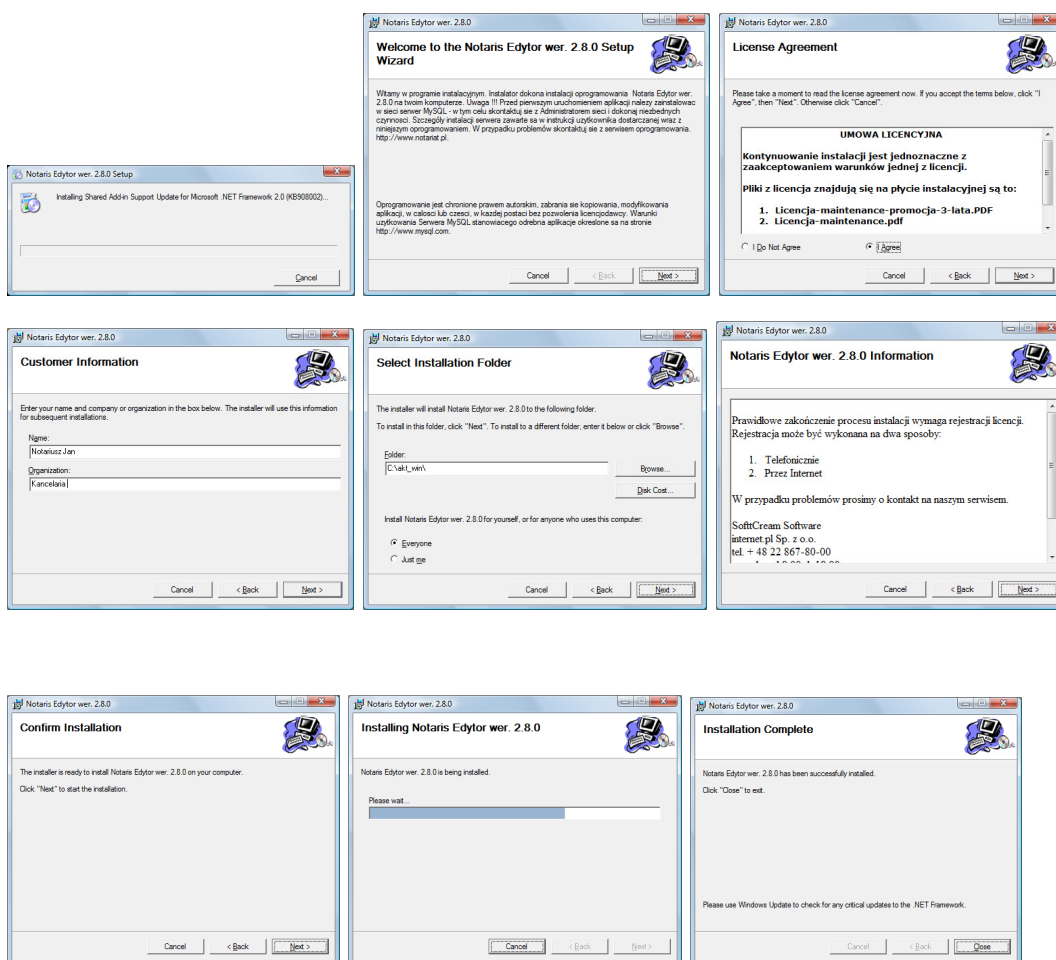 Notaris Edytor wer. 2.8.0 Setup
Installing Shared Add-in Support Update for Microsoft .NET Framework 2.0 (KB908002)...
Cancel
Notaris Edytor wer. 2.8.0
Welcome to the Notaris Edytor wer. 2.8.0 Setup
Wizard
Witamy w programie instalacyjnym. Instalator dokona instalacji oprogramowania Notaris Edytor wer.
2.8.0 na twoim komputerze. Uwaga !!! Przed pierwszym uruchomieniem aplikacji nalezy zainstalowac
w sieci serwer MySQL - w tym celu skontaktuj sie z Administratorem sieci i dokonaj niezbednych
czynnosci. Szczegóły instalacji serwera zawarte sa w instrukcji uzytkownika dostarczanej wraz z
niniejszym oprogramowaniem. W przypadku problemów skontaktuj sie z serwisem oprogramowania.
http://www.notariat.pl.
Oprogramowanie jest chronione prawem autorskim, zabrania sie kopiowania, modyfikowania
aplikacji, w calosci lub czesci, w kazdej postaci bez pozwolenia licencjodawcy. Warunki
uzytkowania Serwera MySQL stanowiacego odrebna aplikacje okreslone sa na stronie
http://www.mysql.com.
Cancel
< Back
Next >
Notaris Edytor wer. 2.8.0
License Agreement
Please take a moment to read the license agreement now. If you accept the terms below, click "I
Agree", then "Next". Otherwise click "Cancel".
UMOWA LICENCYJNA
Kontynuowanie instalacji jest jednoznaczne z
zaakceptowaniem warunków jednej z licencji.
Pliki z licencja znajdują się na płycie instalacyjnej są to:
1. Licencja-maintenance-promocja-3-lata.PDF
2. Licencja-maintenance.pdf
I Do Not Agree
I Agree
Cancel
< Back
Next >
Notaris Edytor wer. 2.8.0
Customer Information
Enter your name and company or organization in the box below. The installer will use this information
for subsequent installations.
Name:
Notariusz Jan
Organization:
Kancelaria
Cancel
< Back
Next >
Notaris Edytor wer. 2.8.0
Select Installation Folder
The installer will install Notaris Edytor wer. 2.8.0 to the following folder.
To install in this folder, click "Next". To install to a different folder, enter it below or click "Browse".
Folder:
C:\akt_win\
Browse...
Disk Cost...
Install Notaris Edytor wer. 2.8.0 for yourself, or for anyone who uses this computer:
Everyone
Just me
Cancel
< Back
Next >
Notaris Edytor wer. 2.8.0
Notaris Edytor wer. 2.8.0 Information
Prawidłowe zakończenie procesu instalacji wymaga rejestracji licencji.
Rejestracja może być wykonana na dwa sposoby:
1. Telefonicznie
2. Przez Internet
W przypadku problemów prosimy o kontakt na naszym serwisem.
SofttCream Software
internet.pl Sp. z o.o.
tel. + 48 22 867-80-00
Cancel
< Back
Next >
Notaris Edytor wer. 2.8.0
Confirm Installation
The installer is ready to install Notaris Edytor wer. 2.8.0 on your computer.
Click "Next" to start the installation.
Cancel
< Back
Next >
Notaris Edytor wer. 2.8.0
Installing Notaris Edytor wer. 2.8.0
Notaris Edytor wer. 2.8.0 is being installed.
Please wait...
Cancel
< Back
Next >
Notaris Edytor wer. 2.8.0
Installation Complete
Notaris Edytor wer. 2.8.0 has been successfully installed.
Click "Close" to exit.
Please use Windows Update to check for any critical updates to the .NET Framework.
Cancel
< Back
Close